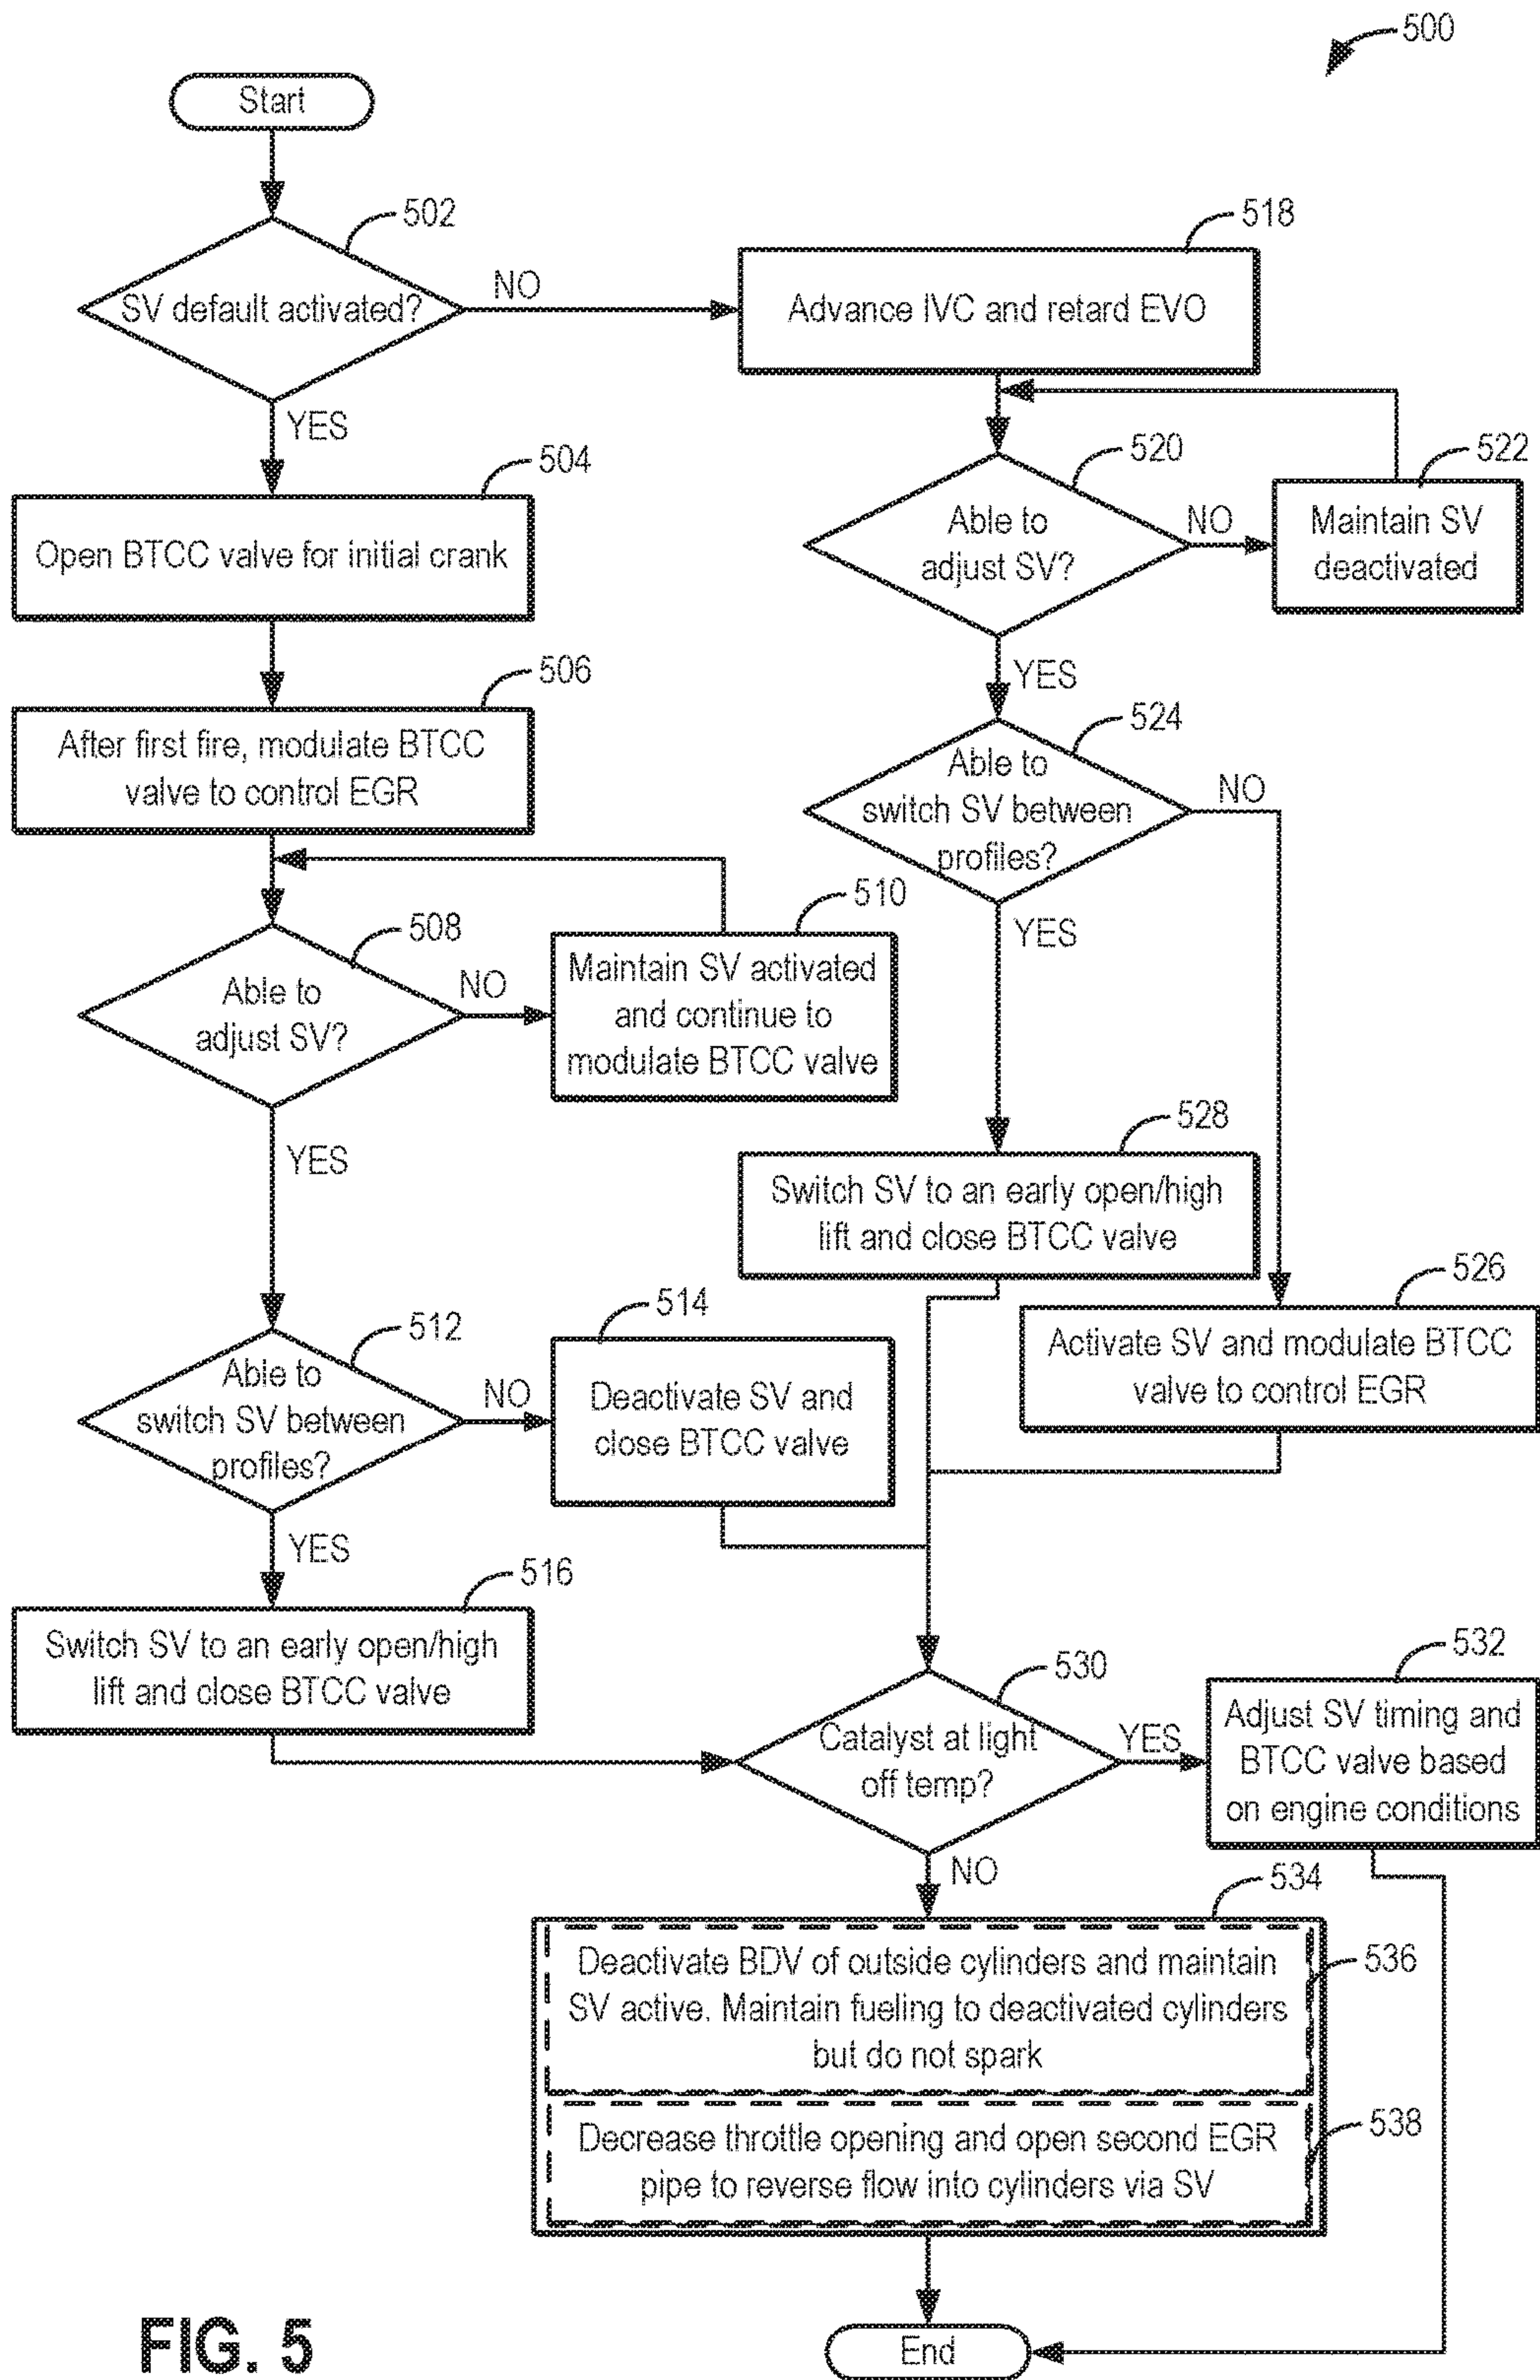 500
Start
502
SV default activated?
NO
YES
518
Advance IVC and retard EVO
504
Open BTCC valve for initial crank
520
Able to
adjust SV?
NO
YES
522
Maintain SV
deactivated
506
After first fire, modulate BTCC
valve to control EGR
524
Able to
switch SV between
profiles?
NO
YES
508
Able to
adjust SV?
NO
YES
510
Maintain SV activated
and continue to
modulate BTCC valve
528
Switch SV to an early open/high
lift and close BTCC valve
526
Activate SV and modulate BTCC
valve to control EGR
512
Able to
switch SV between
profiles?
NO
YES
514
Deactivate SV and
close BTCC valve
516
Switch SV to an early open/high
lift and close BTCC valve
530
Catalyst at light
off temp?
YES
NO
532
Adjust SV timing and
BTCC valve based
on engine conditions
534
Deactivate BDV of outside cylinders and maintain
SV active. Maintain fueling to deactivated cylinders
but do not spark
536
Decrease throttle opening and open second EGR
pipe to reverse flow into cylinders via SV
538
End
FIG. 5